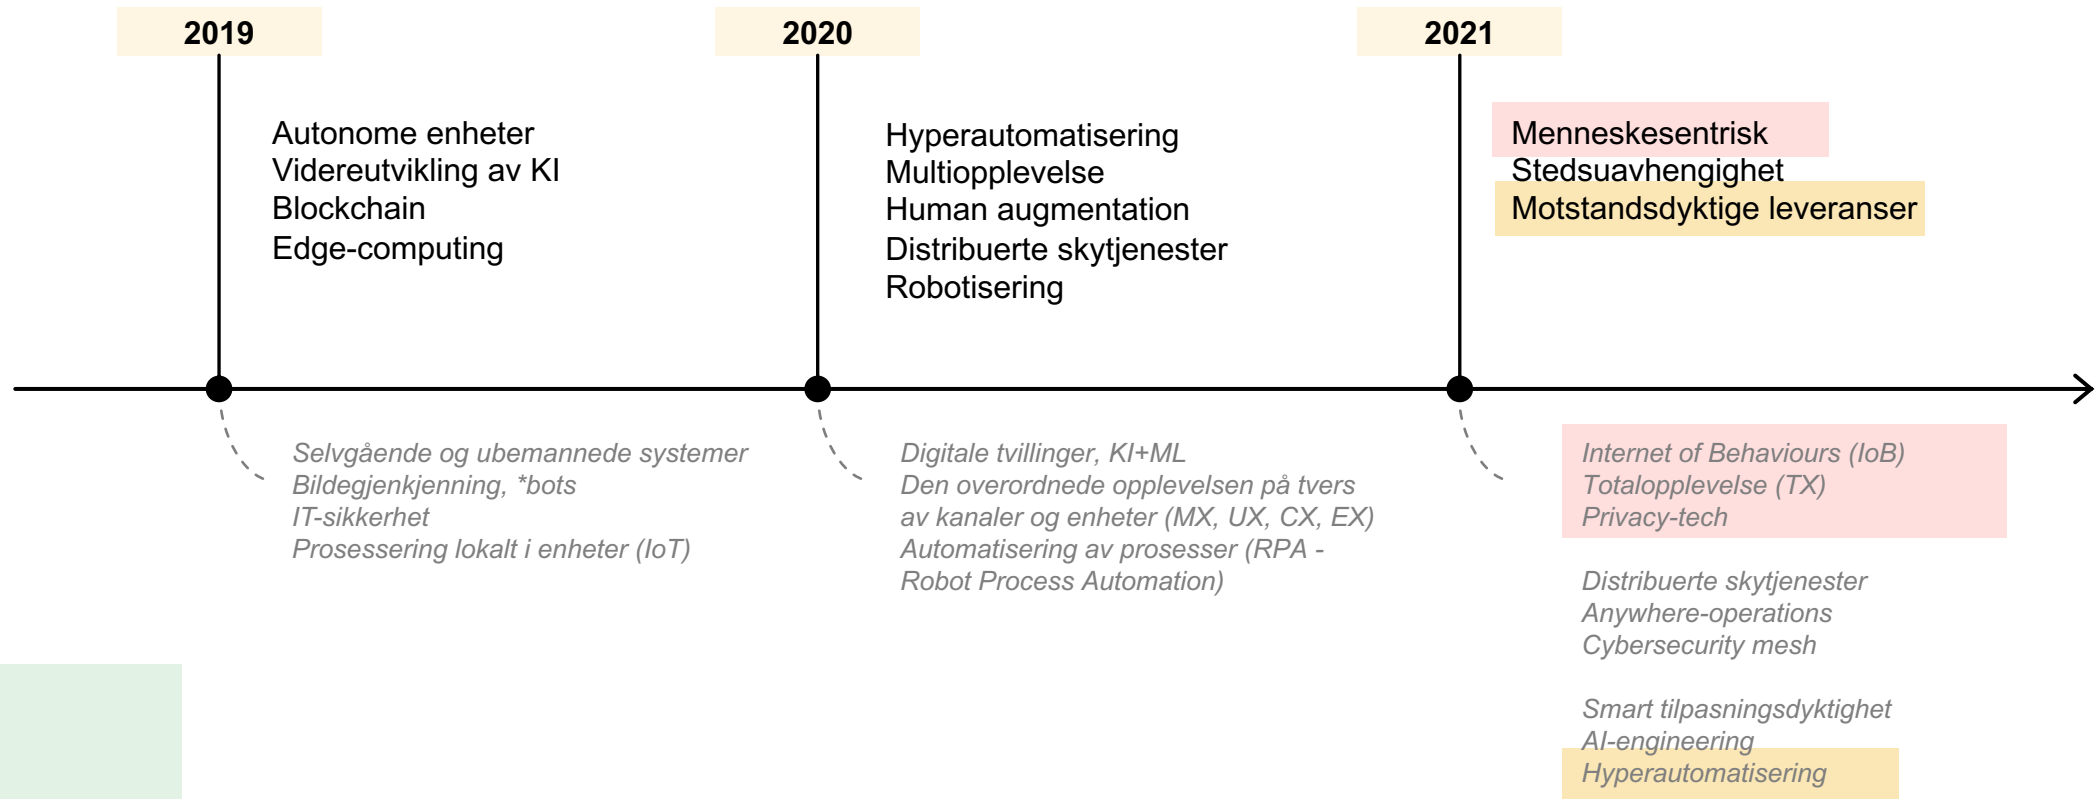 2019
Autonome enheter
Videreutvikling av KI
Blockchain
Edge-computing
Selvgående og ubemannede systemer
Bildegjenkjenning, *bots
IT-sikkerhet
Prosessering lokalt i enheter (IoT)
2020
Hyperautomatisering
Multiopplevelse
Human augmentation
Distribuerte skytjenester
Robotisering
Digitale tvillinger, KI+ML
Den overordnede opplevelsen på tvers
av kanaler og enheter (MX, UX, CX, EX)
Automatisering av prosesser (RPA -
Robot Process Automation)
2021
Menneskesentrisk
Stedsuavhengighet
Motstandsdyktige leveranser
Internet of Behaviours (IoB)
Totalopplevelse (TX)
Privacy-tech
Distribuerte skytjenester
Anywhere-operations
Cybersecurity mesh
Smart tilpasningsdyktighet
AI-engineering
Hyperautomatisering